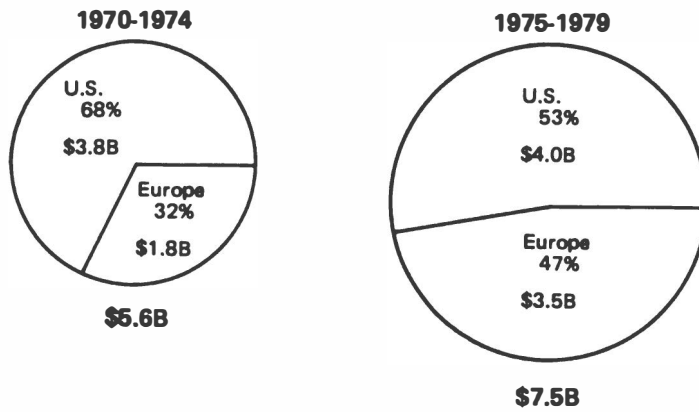 1970-1974
U.S.
68%
$3.8B
Europe
32%
$1.8B
$5.6B
1975-1979
U.S.
53%
$4.0B
Europe
47%
$3.5B
$7.5B